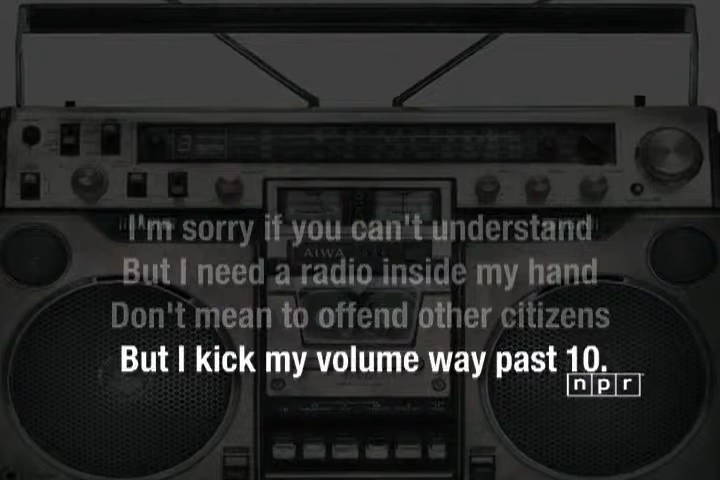 I'm sorry if you can't understand
But I need a radio inside my hand
Don't mean to offend other citizens
But I kick my volume way past 10.
npr
AIWA